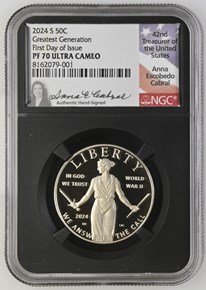 2024 S 50C
Greatest Generation
First Day of Issue
PF 70 ULTRA CAMEO
8162079-001
Anna E Cabral
Authentic Hand-Signed
42nd
Treasurer of
the United
States
Anna
Escobedo
Cabral
NGC
LIBERTY
IN GOD
WE TRUST
WORLD
WAR II
2024
WE ANSWER THE CALL